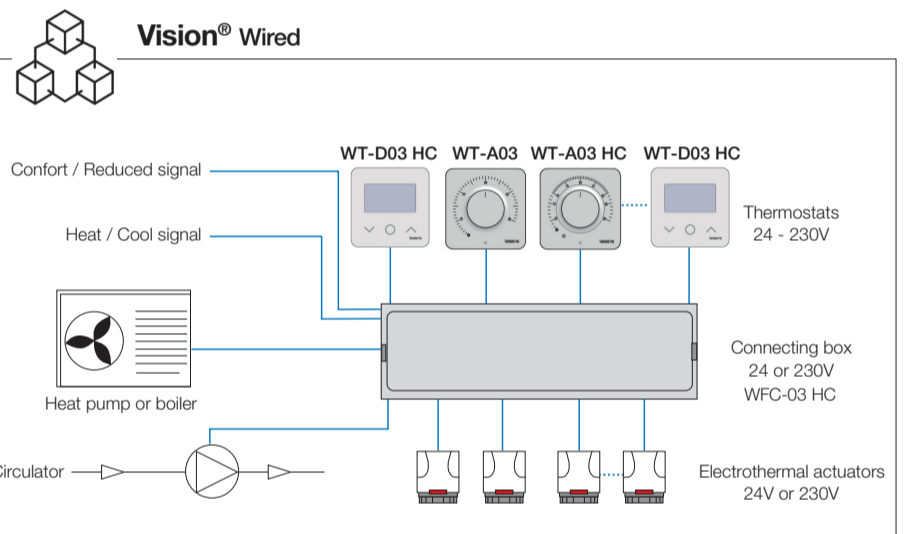 Vision® Wired
Confort / Reduced signal
Heat / Cool signal
WT-D03 HC WT-A03 WT-A03 HC WT-D03 HC
Thermostats
24 - 230V
Heat pump or boiler
Connecting box
24 or 230V
WFC-03 HC
Circulator
Electrothermal actuators
24V or 230V